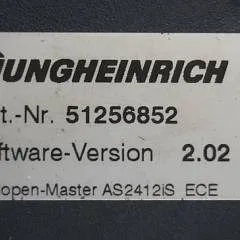 JUNGHEINRICH
t.-Nr. 51256852
ftware-Version 2.02
open-Master AS2412iS ECE